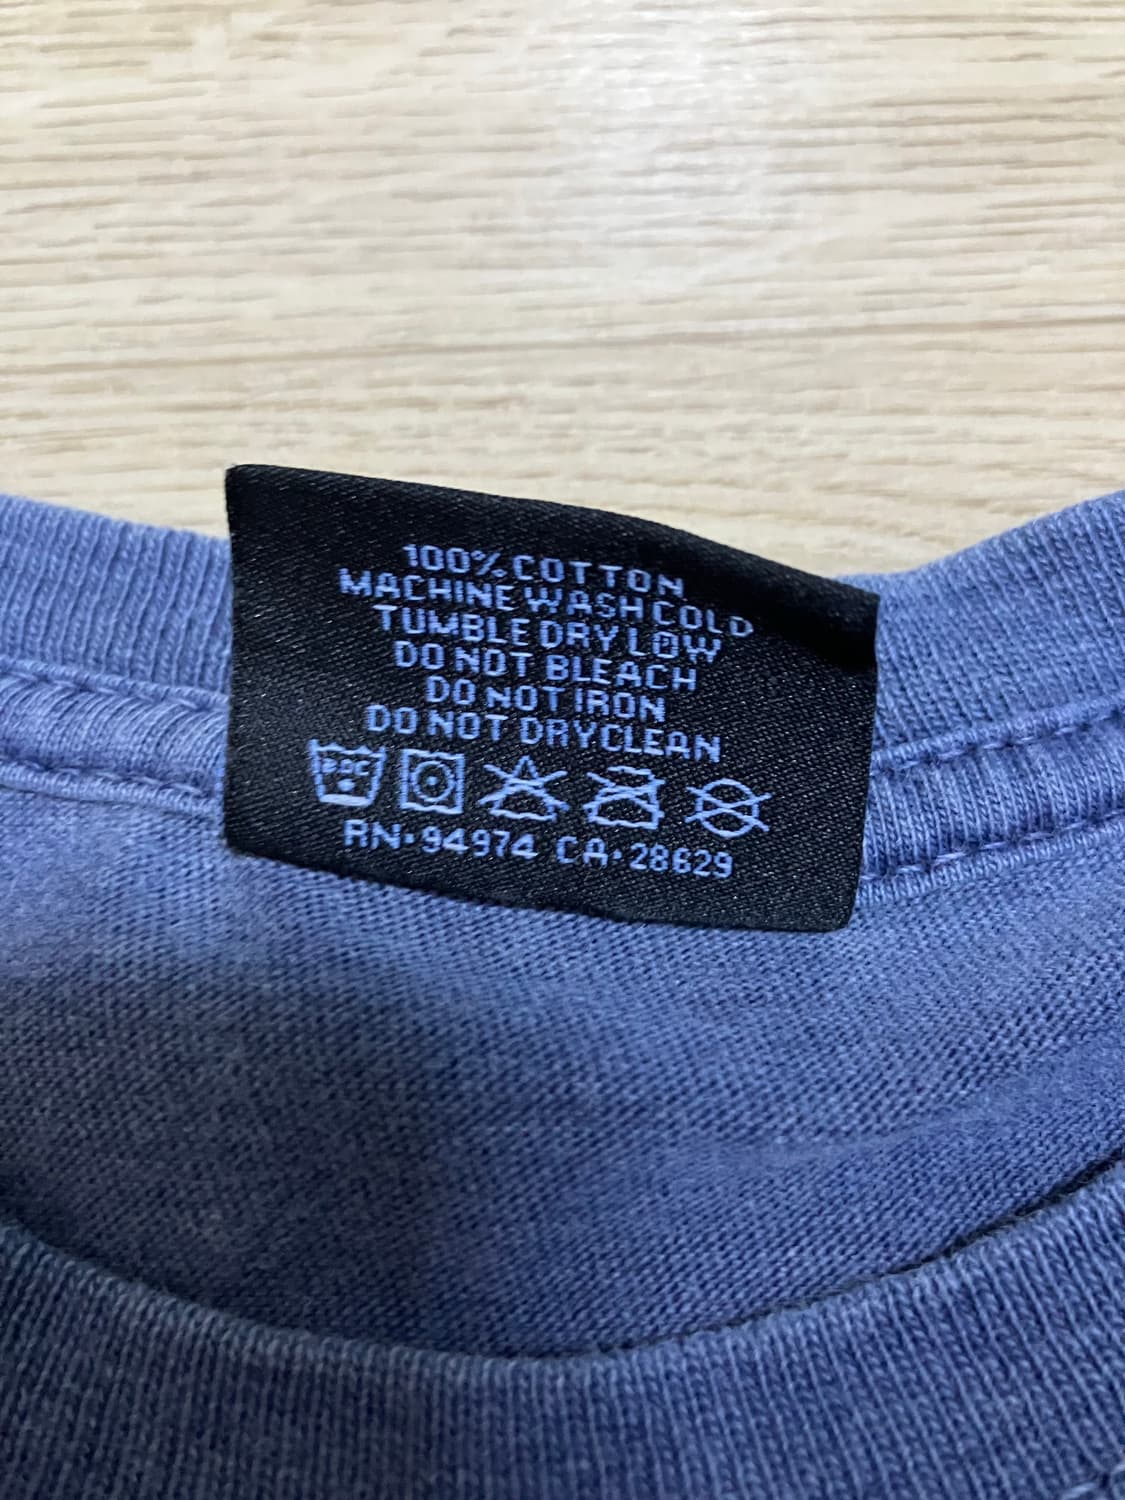 100% COTTON
MACHINE WASH COLD
TUMBLE DRY LOW
DO NOT BLEACH
DO NOT IRON
DO NOT DRYCLEAN
30C
RN•94974 CA•28629